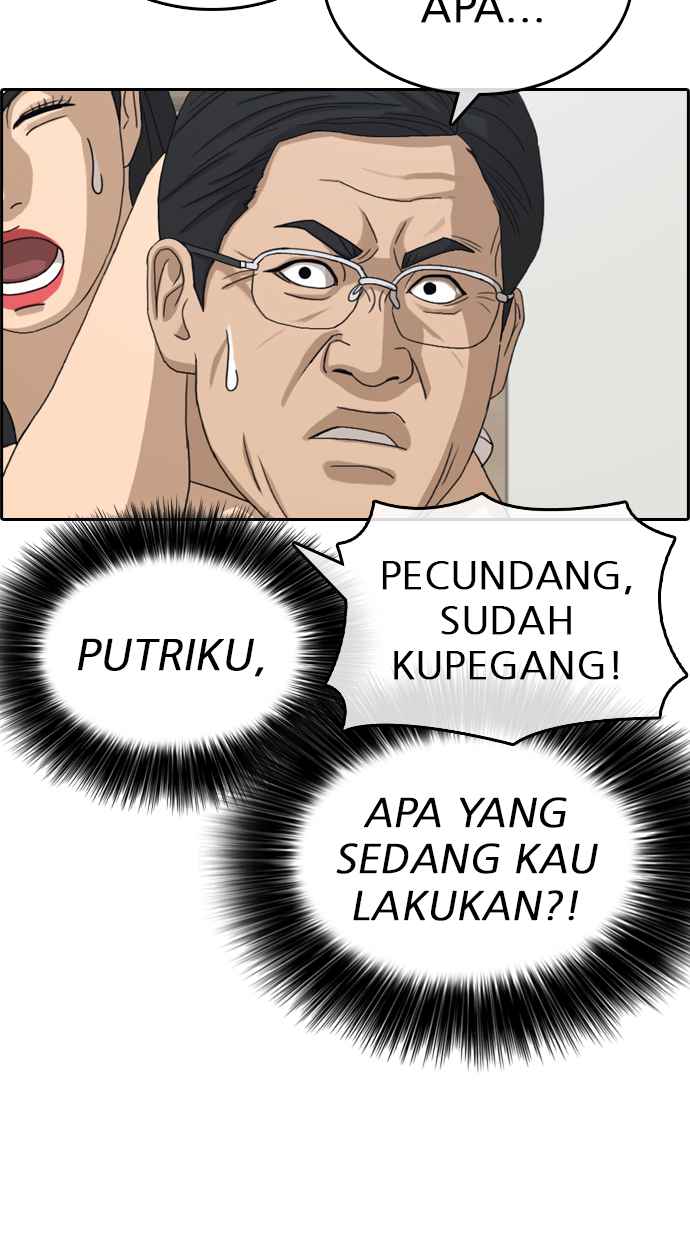 APA...
PUTRIKU,
PECUNDANG,
SUDAH
KUPEGANG!
APA YANG
SEDANG KAU
LAKUKAN?!